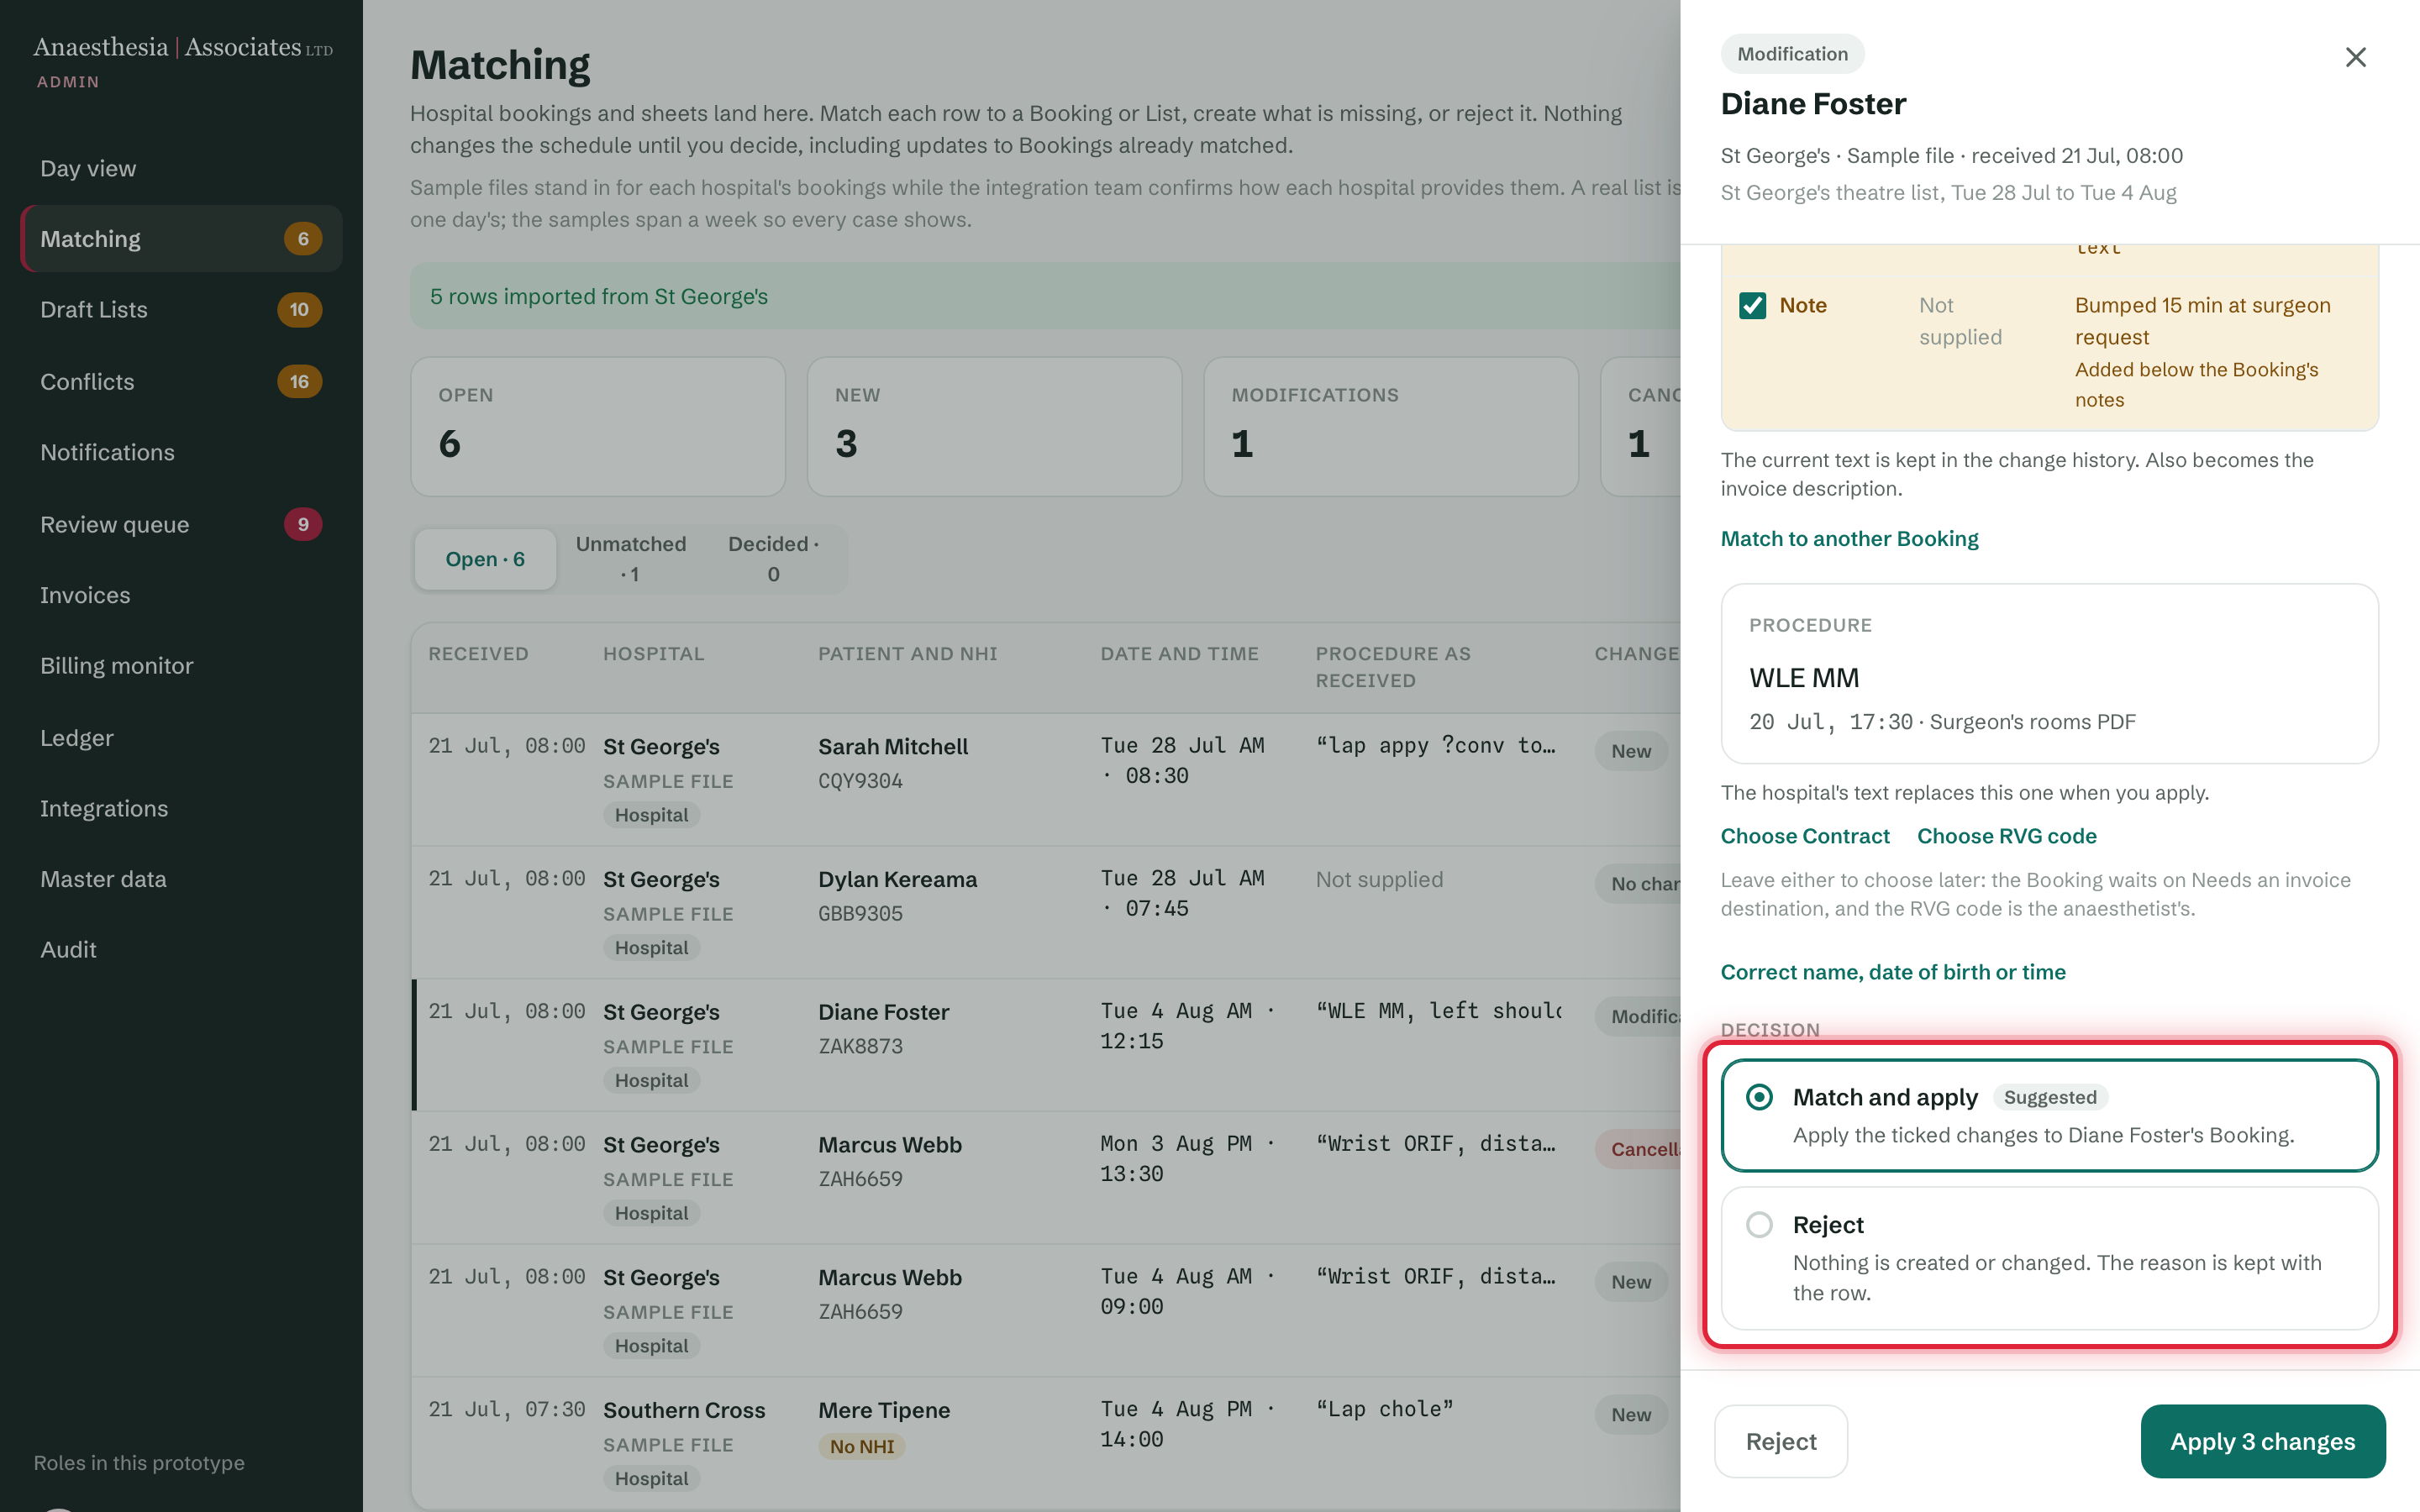 Anaesthesia | Associates LTD
ADMIN
Day view
Matching 6
Draft Lists 10
Conflicts 16
Notifications
Review queue 9
Invoices
Billing monitor
Ledger
Integrations
Master data
Audit
Roles in this prototype
Matching
Hospital bookings and sheets land here. Match each row to a Booking or List, create what is missing, or reject it. Nothing
changes the schedule until you decide, including updates to Bookings already matched.
Sample files stand in for each hospital's bookings while the integration team confirms how each hospital provides them. A real list is
one day's; the samples span a week so every case shows.
5 rows imported from St George's
OPEN
6
NEW
3
MODIFICATIONS
1
CANC
1
Open · 6
Unmatched
· 1
Decided ·
0
RECEIVED HOSPITAL PATIENT AND NHI DATE AND TIME PROCEDURE AS CHANGE
RECEIVED
21 Jul, 08:00 St George's Sarah Mitchell Tue 28 Jul AM “lap appy ?conv to… New
SAMPLE FILE CQY9304 · 08:30
Hospital
21 Jul, 08:00 St George's Dylan Kereama Tue 28 Jul AM Not supplied No chan
SAMPLE FILE GBB9305 · 07:45
Hospital
21 Jul, 08:00 St George's Diane Foster Tue 4 Aug AM · “WLE MM, left should Modifica
SAMPLE FILE ZAK8873 12:15
Hospital
21 Jul, 08:00 St George's Marcus Webb Mon 3 Aug PM · “Wrist ORIF, dista… Cancella
SAMPLE FILE ZAH6659 13:30
Hospital
21 Jul, 08:00 St George's Marcus Webb Tue 4 Aug AM · “Wrist ORIF, dista… New
SAMPLE FILE ZAH6659 09:00
Hospital
21 Jul, 07:30 Southern Cross Mere Tipene Tue 4 Aug PM · “Lap chole” New
SAMPLE FILE No NHI 14:00
Hospital
Modification
Diane Foster
St George's · Sample file · received 21 Jul, 08:00
St George's theatre list, Tue 28 Jul to Tue 4 Aug
text
Note Not Bumped 15 min at surgeon
supplied request
Added below the Booking's
notes
The current text is kept in the change history. Also becomes the
invoice description.
Match to another Booking
PROCEDURE
WLE MM
20 Jul, 17:30 · Surgeon's rooms PDF
The hospital's text replaces this one when you apply.
Choose Contract Choose RVG code
Leave either to choose later: the Booking waits on Needs an invoice
destination, and the RVG code is the anaesthetist's.
Correct name, date of birth or time
DECISION
Match and apply Suggested
Apply the ticked changes to Diane Foster's Booking.
Reject
Nothing is created or changed. The reason is kept with
the row.
Reject
Apply 3 changes